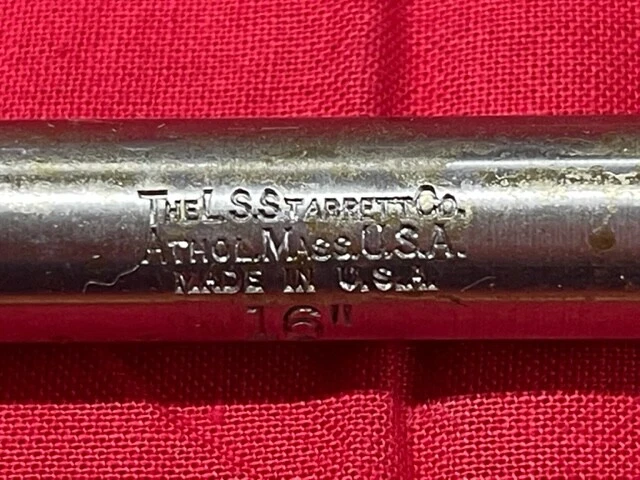 THE L.S.STARRETT CO.
ATHOL.MASS.U.S.A.
MADE IN U.S.A.
16"